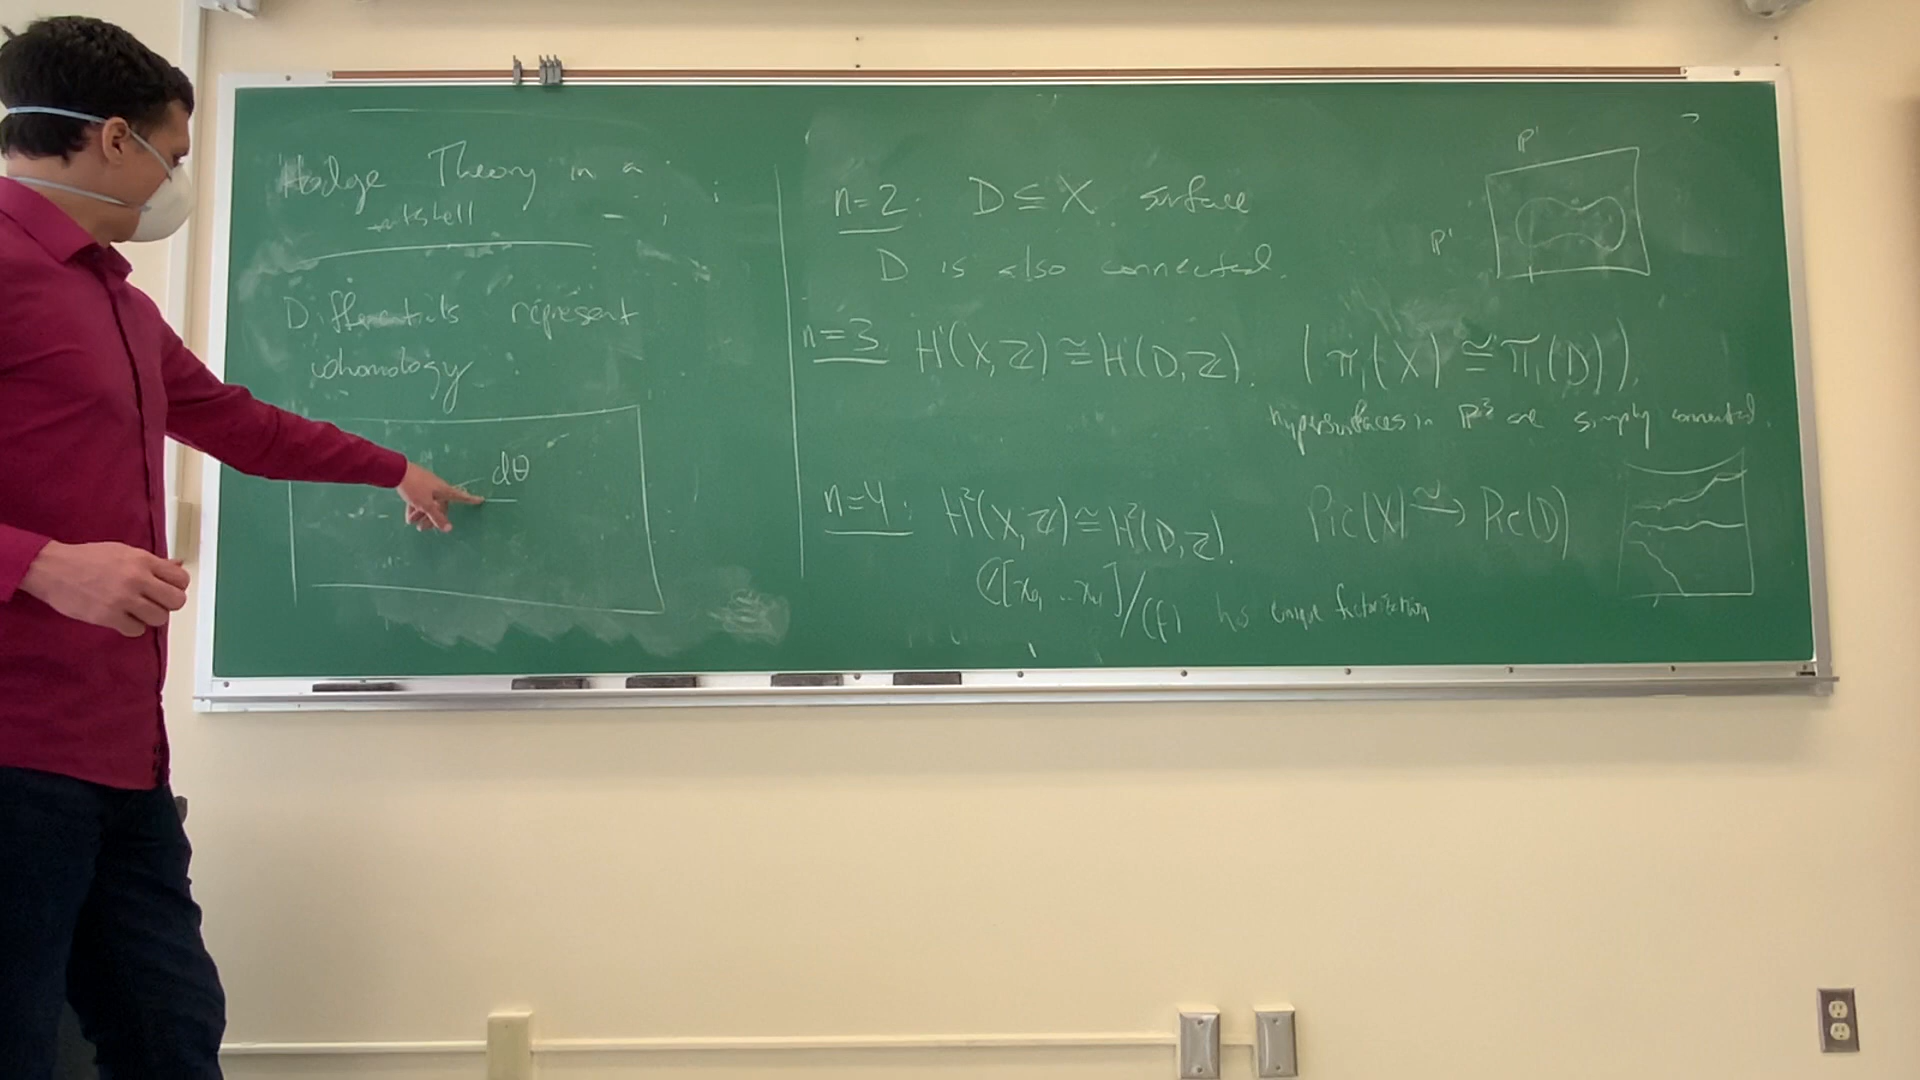 Hodge Theory in a
nutshell
Differentials represent
cohomology
dθ
n=2: D ⊆ X surface
D is also connected.
n=3 H¹(X,ℤ) ≅ H¹(D,ℤ). (π₁(X) ≅ π₁(D)).
hypersurfaces in P³ are simply connected.
n=4: H²(X,ℤ) ≅ H²(D,ℤ). Pic(X) ~→ Pic(D)
ℂ[x₀, ..x₄]/(f) has unique factorization
P¹
P¹